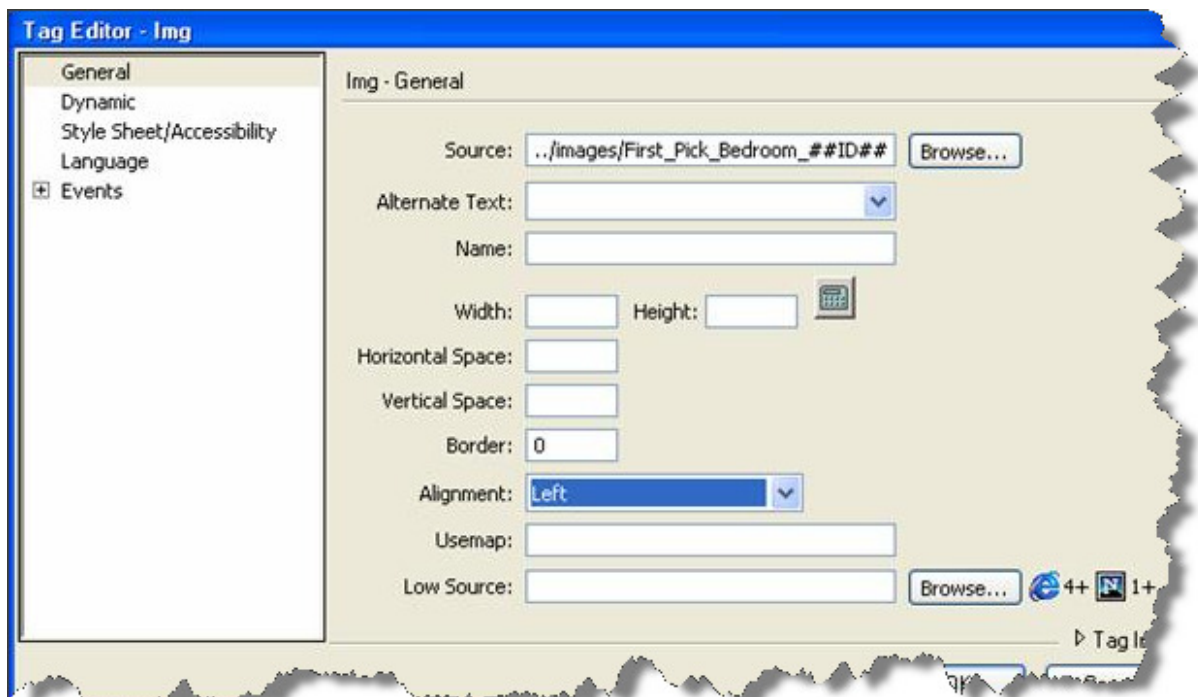 Tag Editor - Img
General
Dynamic
Style Sheet/Accessibility
Language
Events
Img - General
Source: ../images/First_Pick_Bedroom_##ID## Browse...
Alternate Text:
Name:
Width: Height:
Horizontal Space:
Vertical Space:
Border: 0
Alignment: Left
Usemap:
Low Source: Browse... 4+ N 1+
Tag